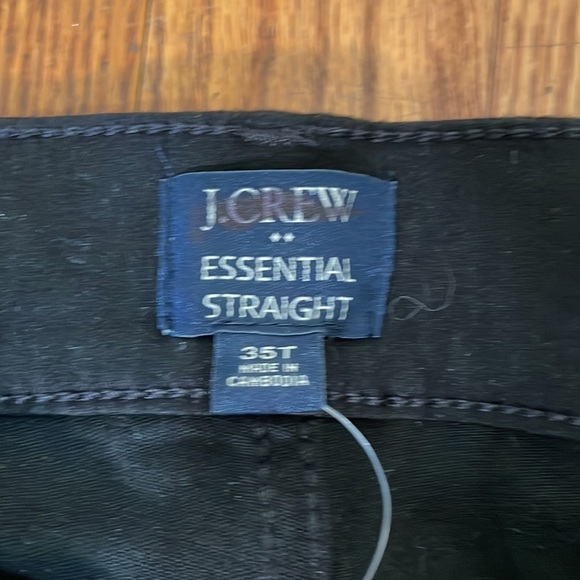 J.CREW
**
ESSENTIAL
STRAIGHT
35T
MADE IN
CAMBODIA